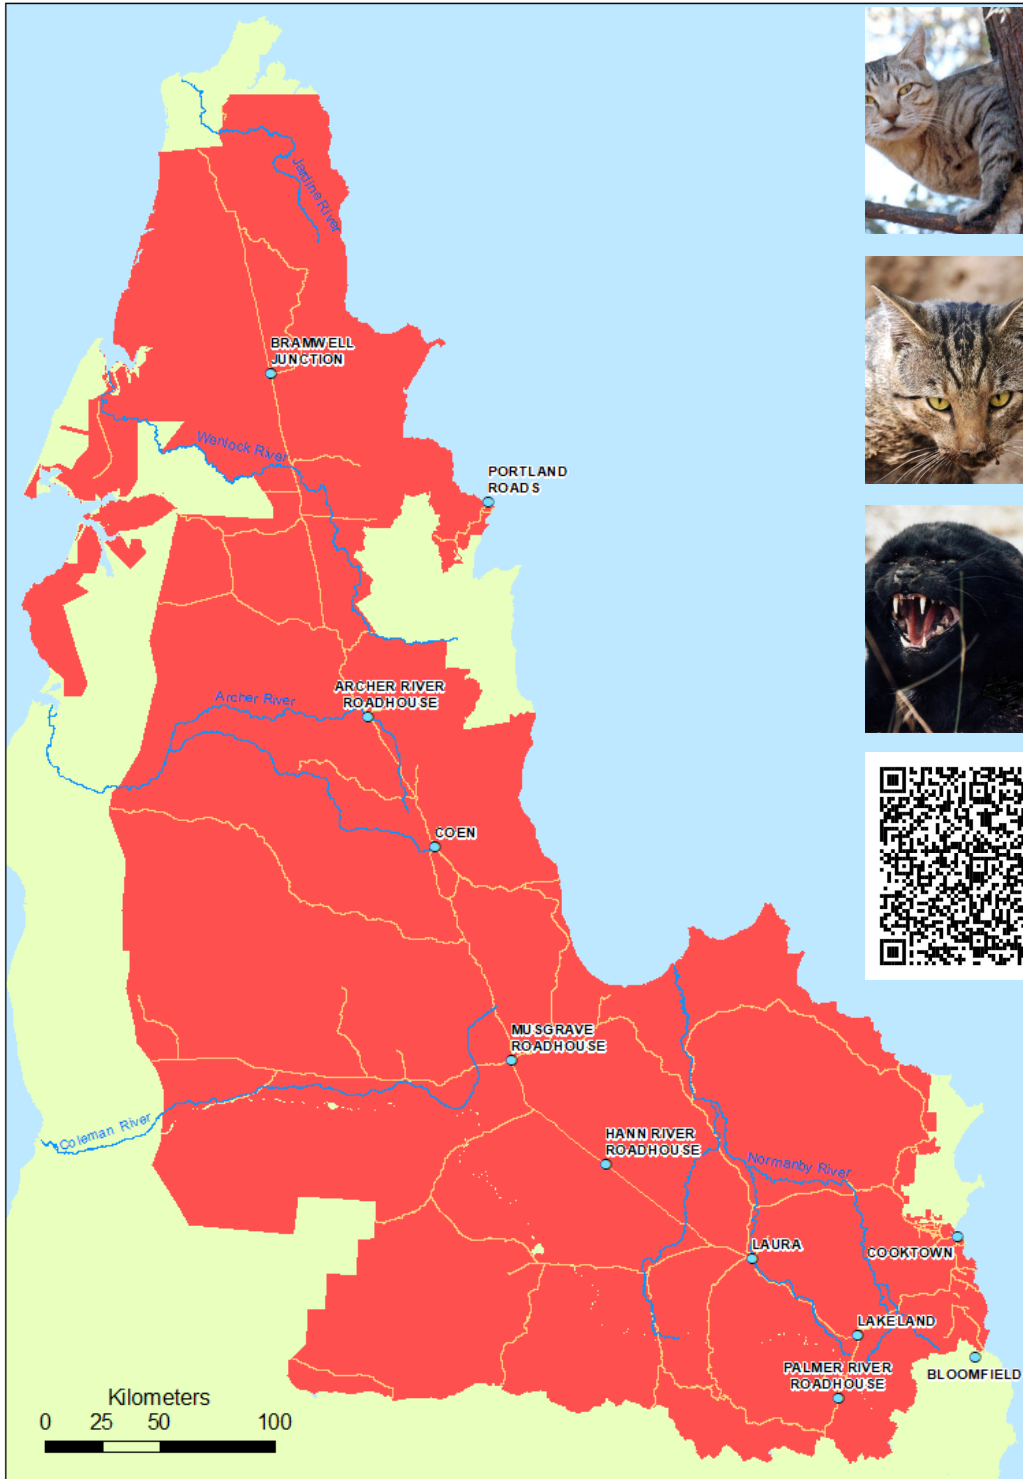 Jardine River
BRAMWELL
JUNCTION
Wenlock River
PORTLAND
ROADS
ARCHER RIVER
ROADHOUSE
Archer River
COEN
MUSGRAVE
ROADHOUSE
Coleman River
HANN RIVER
ROADHOUSE
Normanby River
LAURA
COOKTOWN
LAKELAND
PALMER RIVER
ROADHOUSE
BLOOMFIELD
Kilometers
0 25 50 100